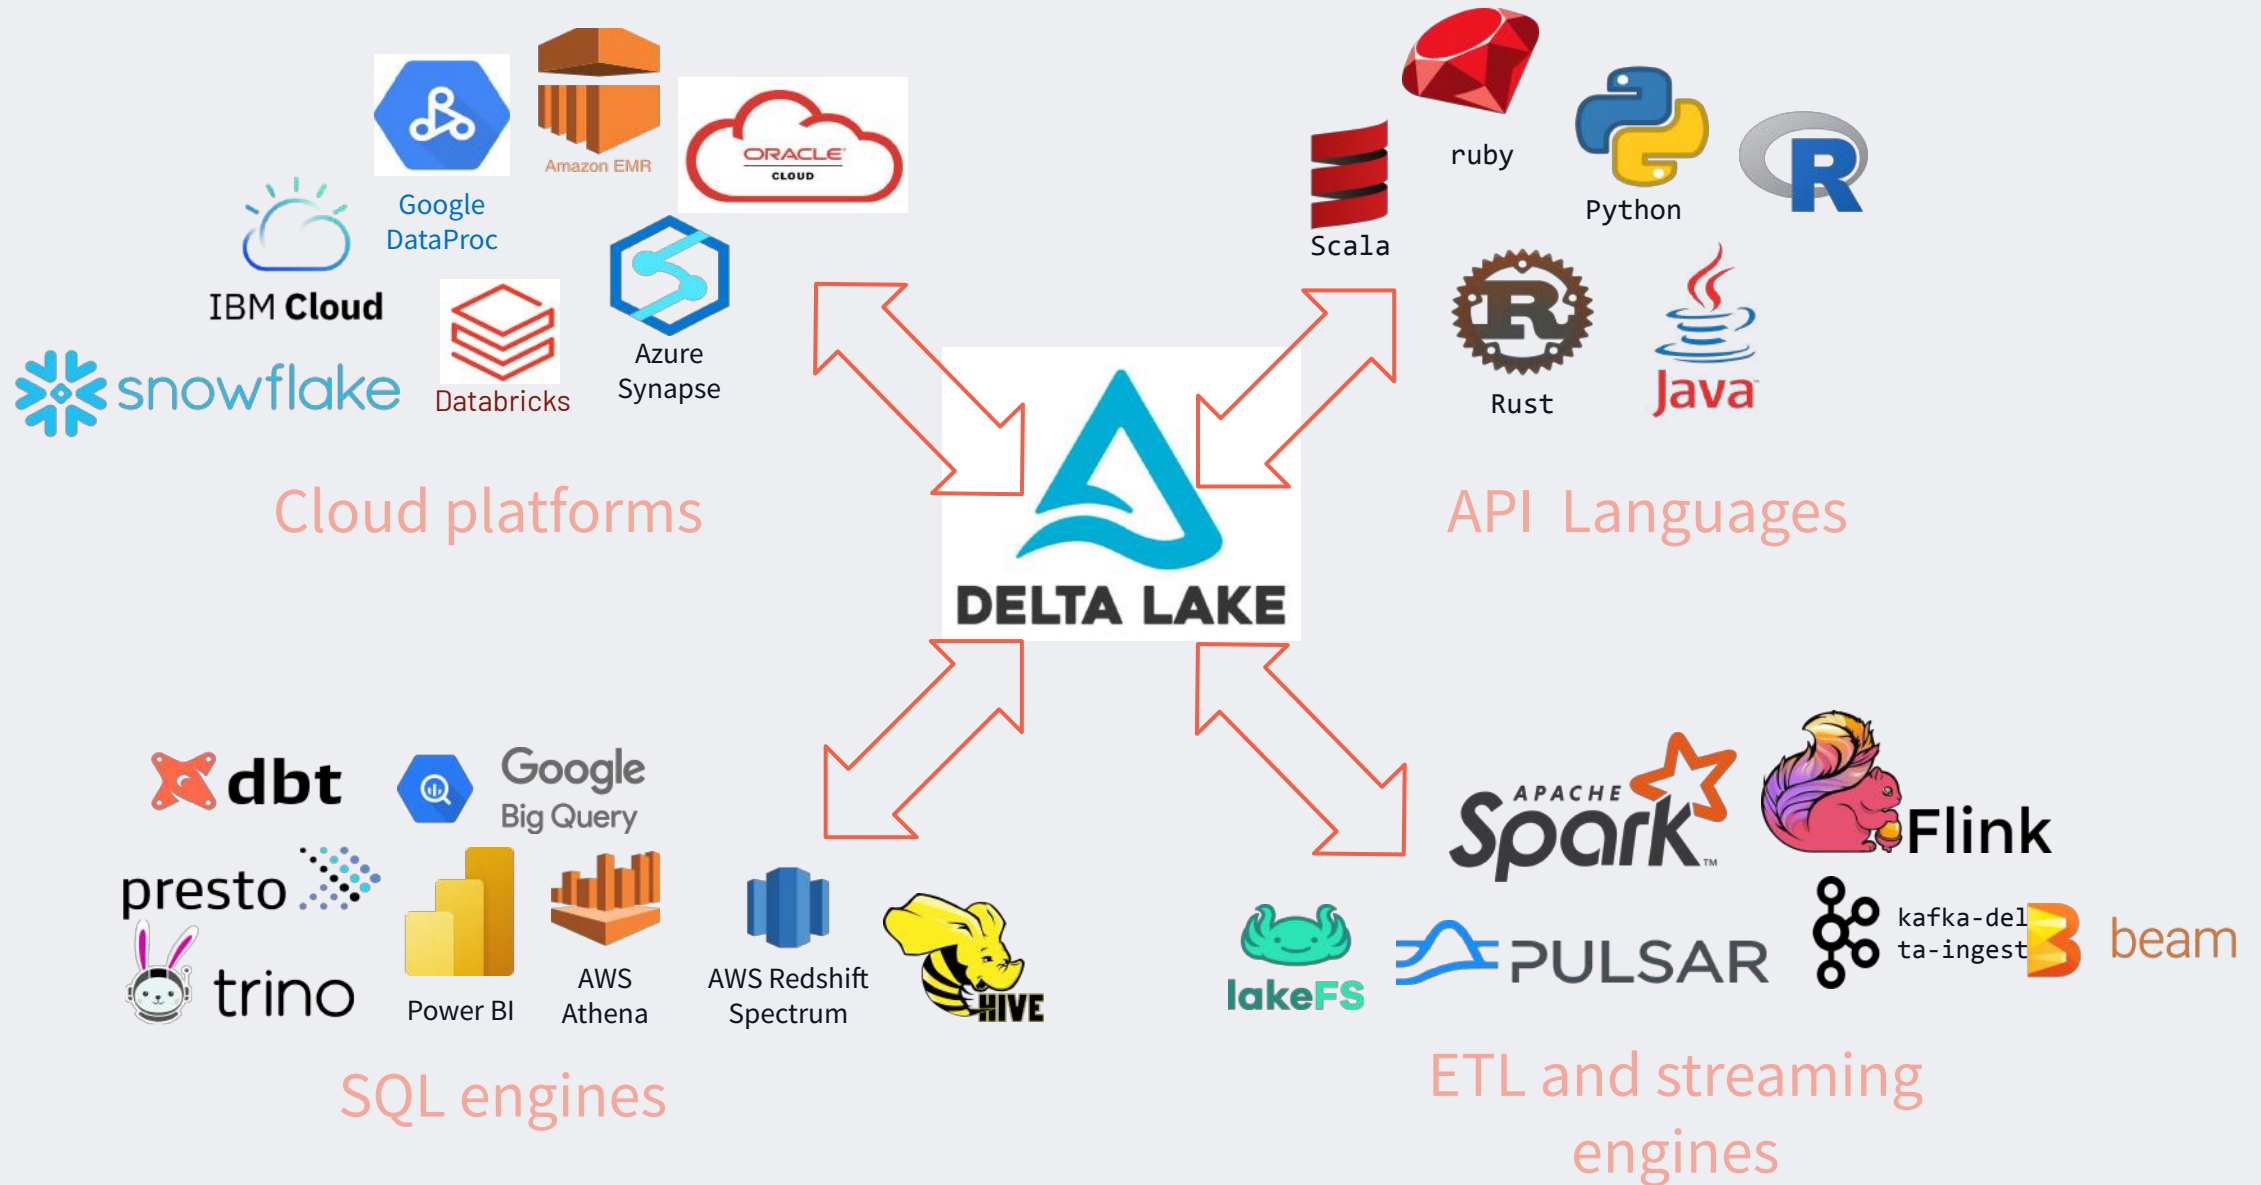 Amazon EMR
ORACLE
CLOUD
Google
DataProc
IBM Cloud
Azure
Synapse
snowflake
Databricks
Cloud platforms
ruby
Python
R
Scala
R
Rust
Java
API Languages
DELTA LAKE
dbt
Google
Big Query
presto
trino
Power BI
AWS
Athena
AWS Redshift
Spectrum
HIVE
SQL engines
APACHE
Spark™
Flink
lakeFS
PULSAR
kafka-del
ta-ingest
beam
ETL and streaming
engines